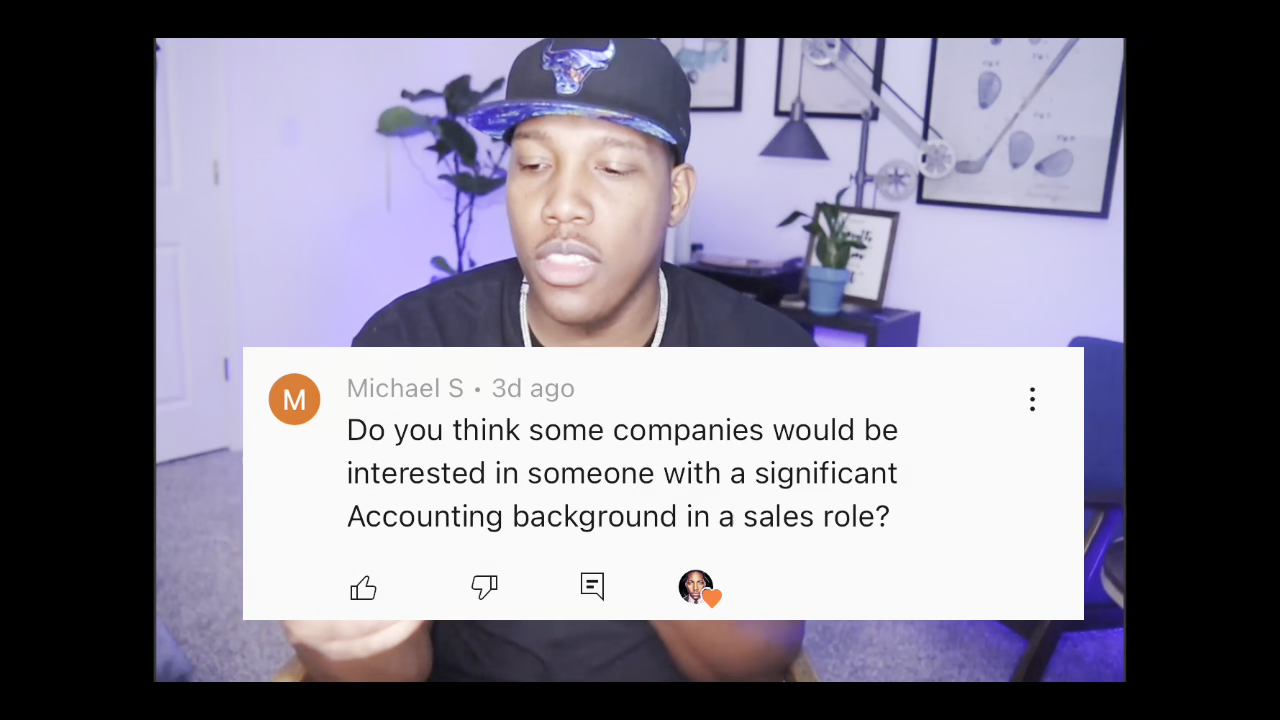 M
Michael S • 3d ago
Do you think some companies would be
interested in someone with a significant
Accounting background in a sales role?